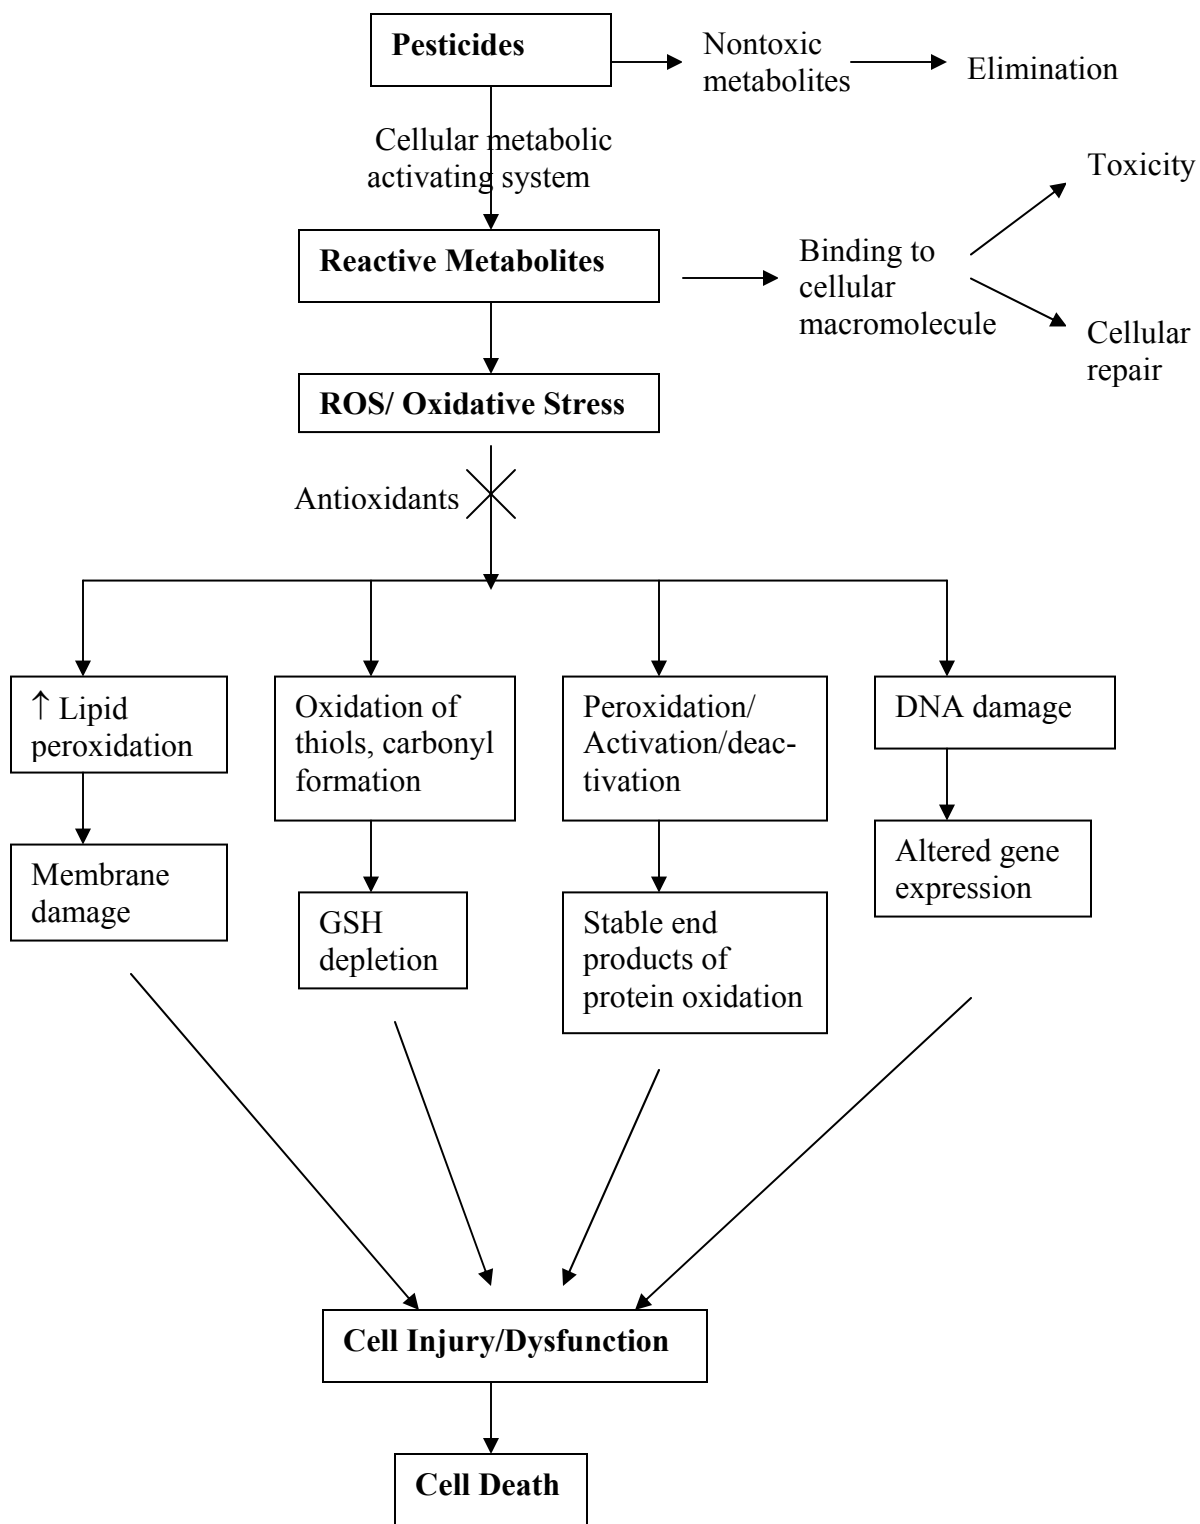 Pesticides
Nontoxic
metabolites
Elimination
Cellular metabolic
activating system
Toxicity
Reactive Metabolites
Binding to
cellular
macromolecule
Cellular
repair
ROS/ Oxidative Stress
Antioxidants
↑ Lipid
peroxidation
Oxidation of
thiols, carbonyl
formation
Peroxidation/
Activation/deac-
tivation
DNA damage
Membrane
damage
GSH
depletion
Stable end
products of
protein oxidation
Altered gene
expression
Cell Injury/Dysfunction
Cell Death